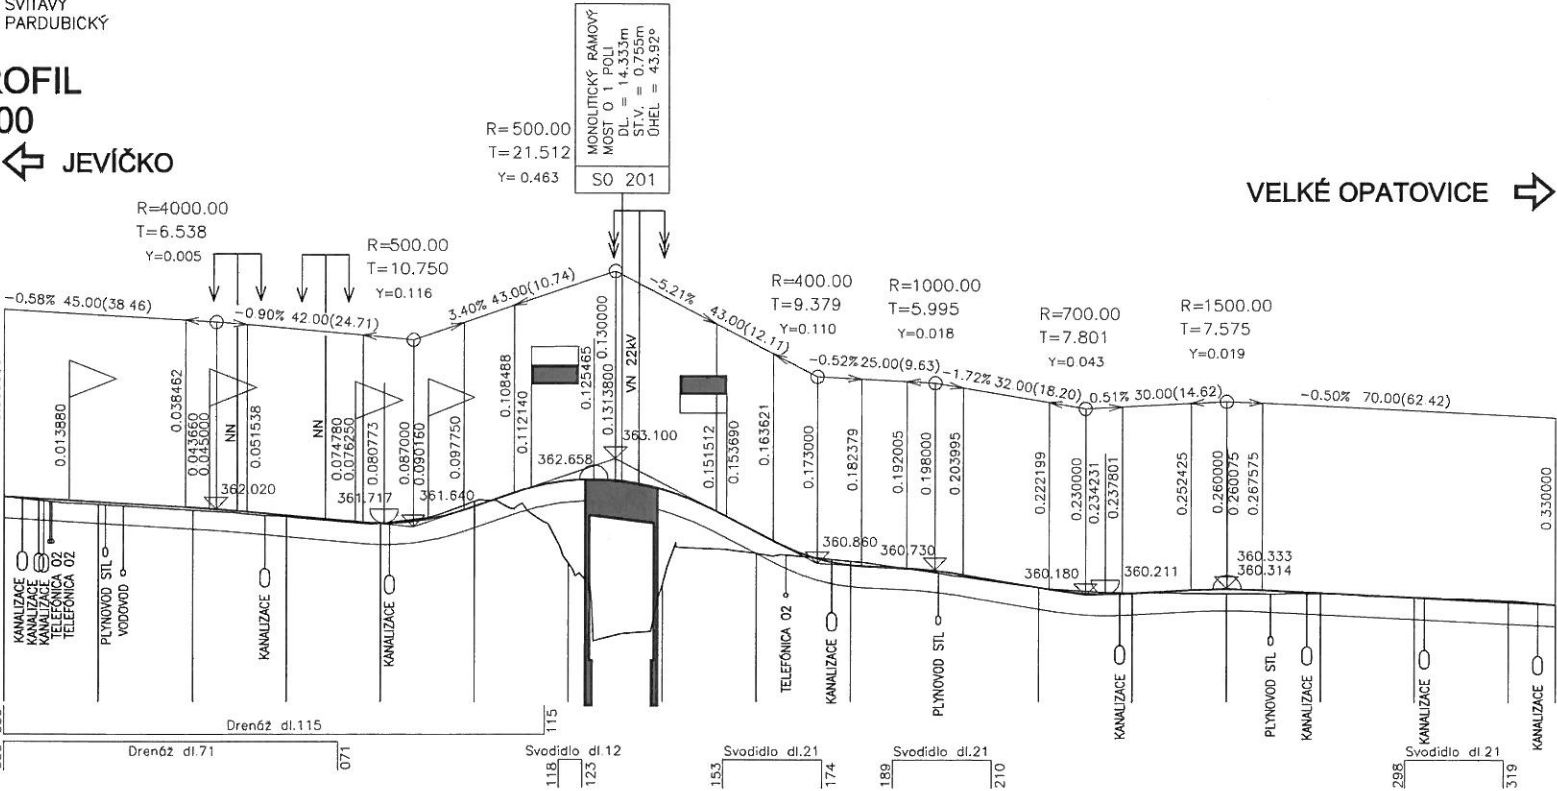 SVITAVY
PARDUBICKÝ
ROFIL
00
JEVÍČKO
VELKÉ OPATOVICE
MONOLITICKÝ RÁMOVÝ
MOST O 1 POLI
DL. = 14.333m
ST.V. = 0.755m
ÚHEL = 43.92°
SO 201
R=4000.00
T=6.538
Y=0.005
R=500.00
T=10.750
Y=0.116
R=500.00
T=21.512
Y= 0.463
R=400.00
T=9.379
Y=0.110
R=1000.00
T=5.995
Y=0.018
R=700.00
T=7.801
Y=0.043
R=1500.00
T=7.575
Y=0.019
-0.58% 45.00(38.46)
-0.90% 42.00(24.71)
3.40% 43.00(10.74)
-5.21% 43.00(12.11)
-0.52% 25.00(9.63)
-1.72% 32.00(18.20)
0.51% 30.00(14.62)
-0.50% 70.00(62.42)
0.013880
0.038462
0.043660
0.045000
NN
0.051538
NN
0.074780
0.076250
0.080773
0.087000
0.090160
0.097750
0.108488
0.112140
0.125465
0.130000
0.1313800
VN 22kV
0.151512
0.153690
0.163621
0.173000
0.182379
0.192005
0.198000
0.203995
0.222199
0.230000
0.234231
0.237801
0.252425
0.260000
0.260075
0.267575
0.330000
362.020
361.717
361.640
362.658
363.100
360.860
360.730
360.180
360.211
360.333
360.314
KANALIZACE
KANALIZACE
KANALIZACE
TELEFÓNICA O2
TELEFÓNICA O2
PLYNOVOD STL
VODOVOD
KANALIZACE
KANALIZACE
TELEFÓNICA O2
KANALIZACE
PLYNOVOD STL
KANALIZACE
PLYNOVOD STL
KANALIZACE
KANALIZACE
KANALIZACE
Drenáž dl.115
115
Drenáž dl.71
071
Svodidlo dl.12
118
123
Svodidlo dl.21
153
174
Svodidlo dl.21
189
210
Svodidlo dl.21
298
319